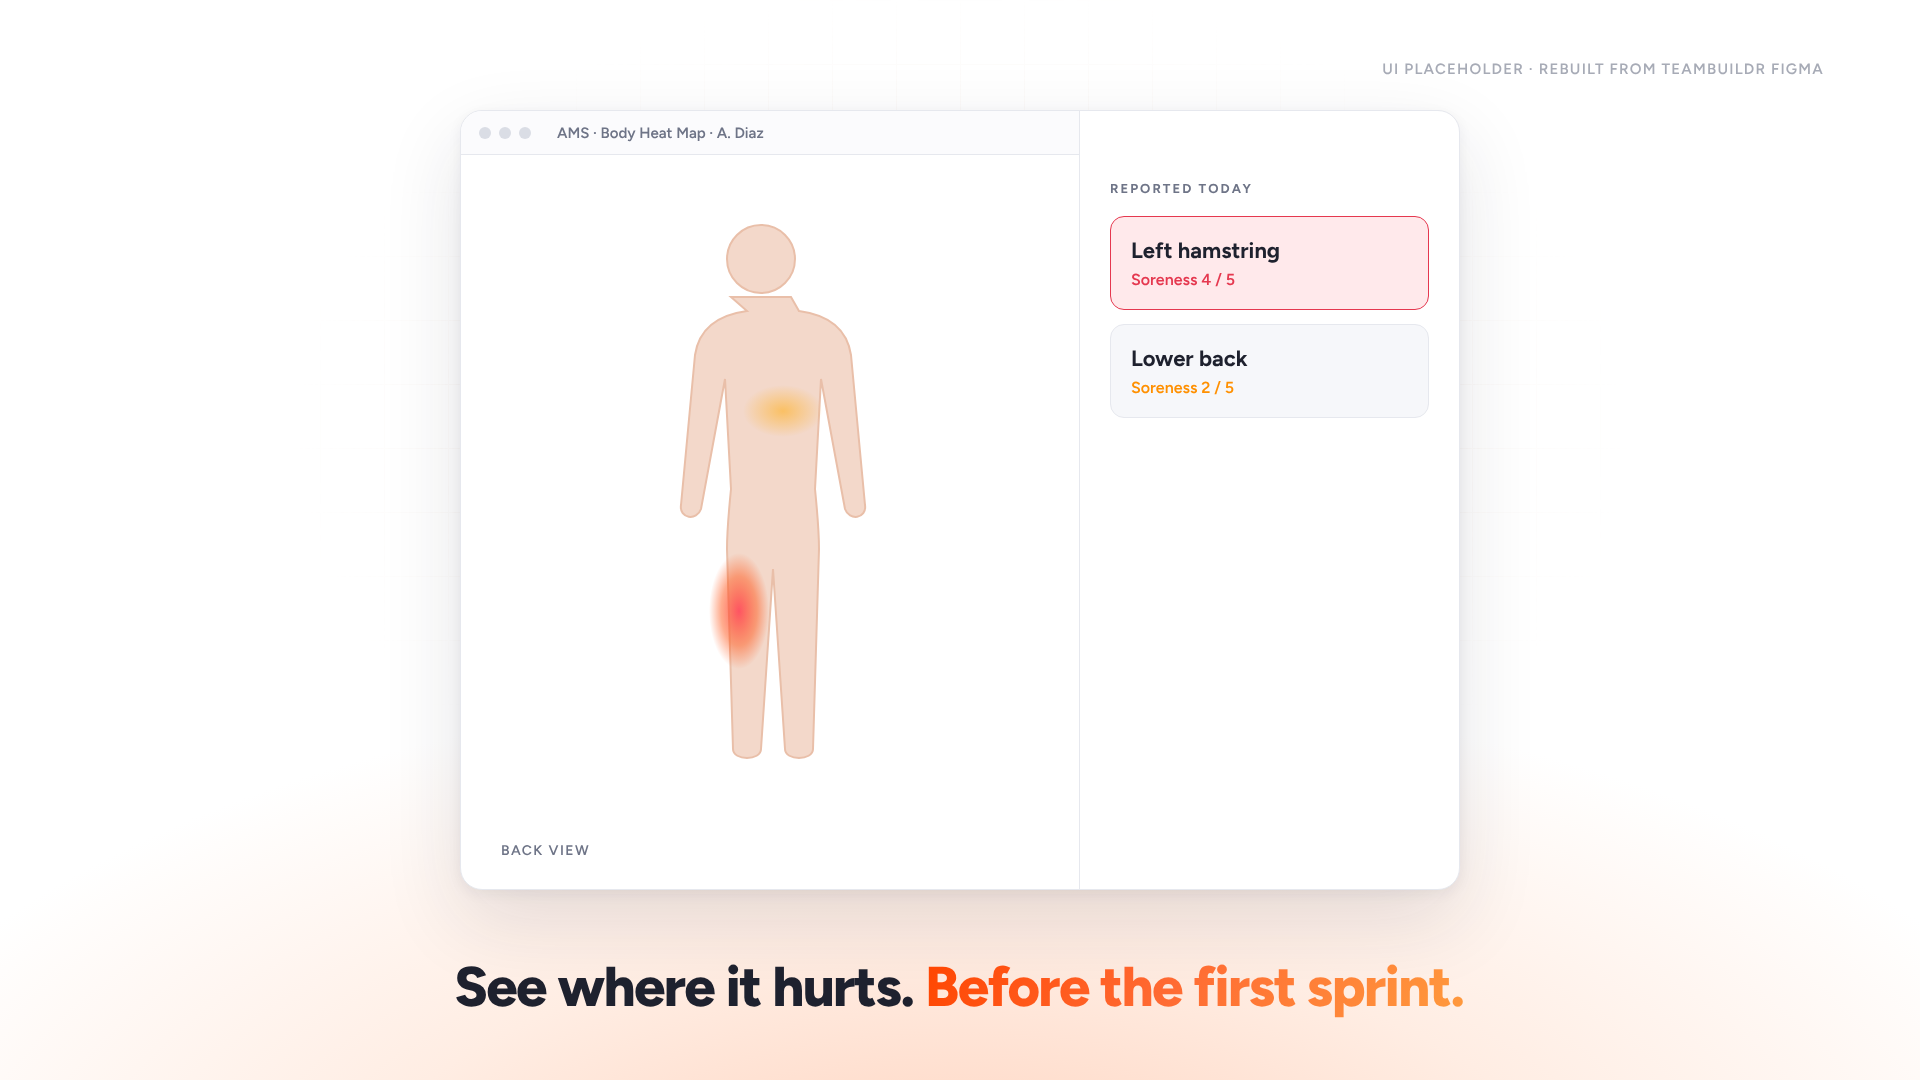 UI PLACEHOLDER · REBUILT FROM TEAMBUILDR FIGMA
AMS · Body Heat Map · A. Diaz
REPORTED TODAY
Left hamstring
Soreness 4 / 5
Lower back
Soreness 2 / 5
BACK VIEW
See where it hurts. Before the first sprint.